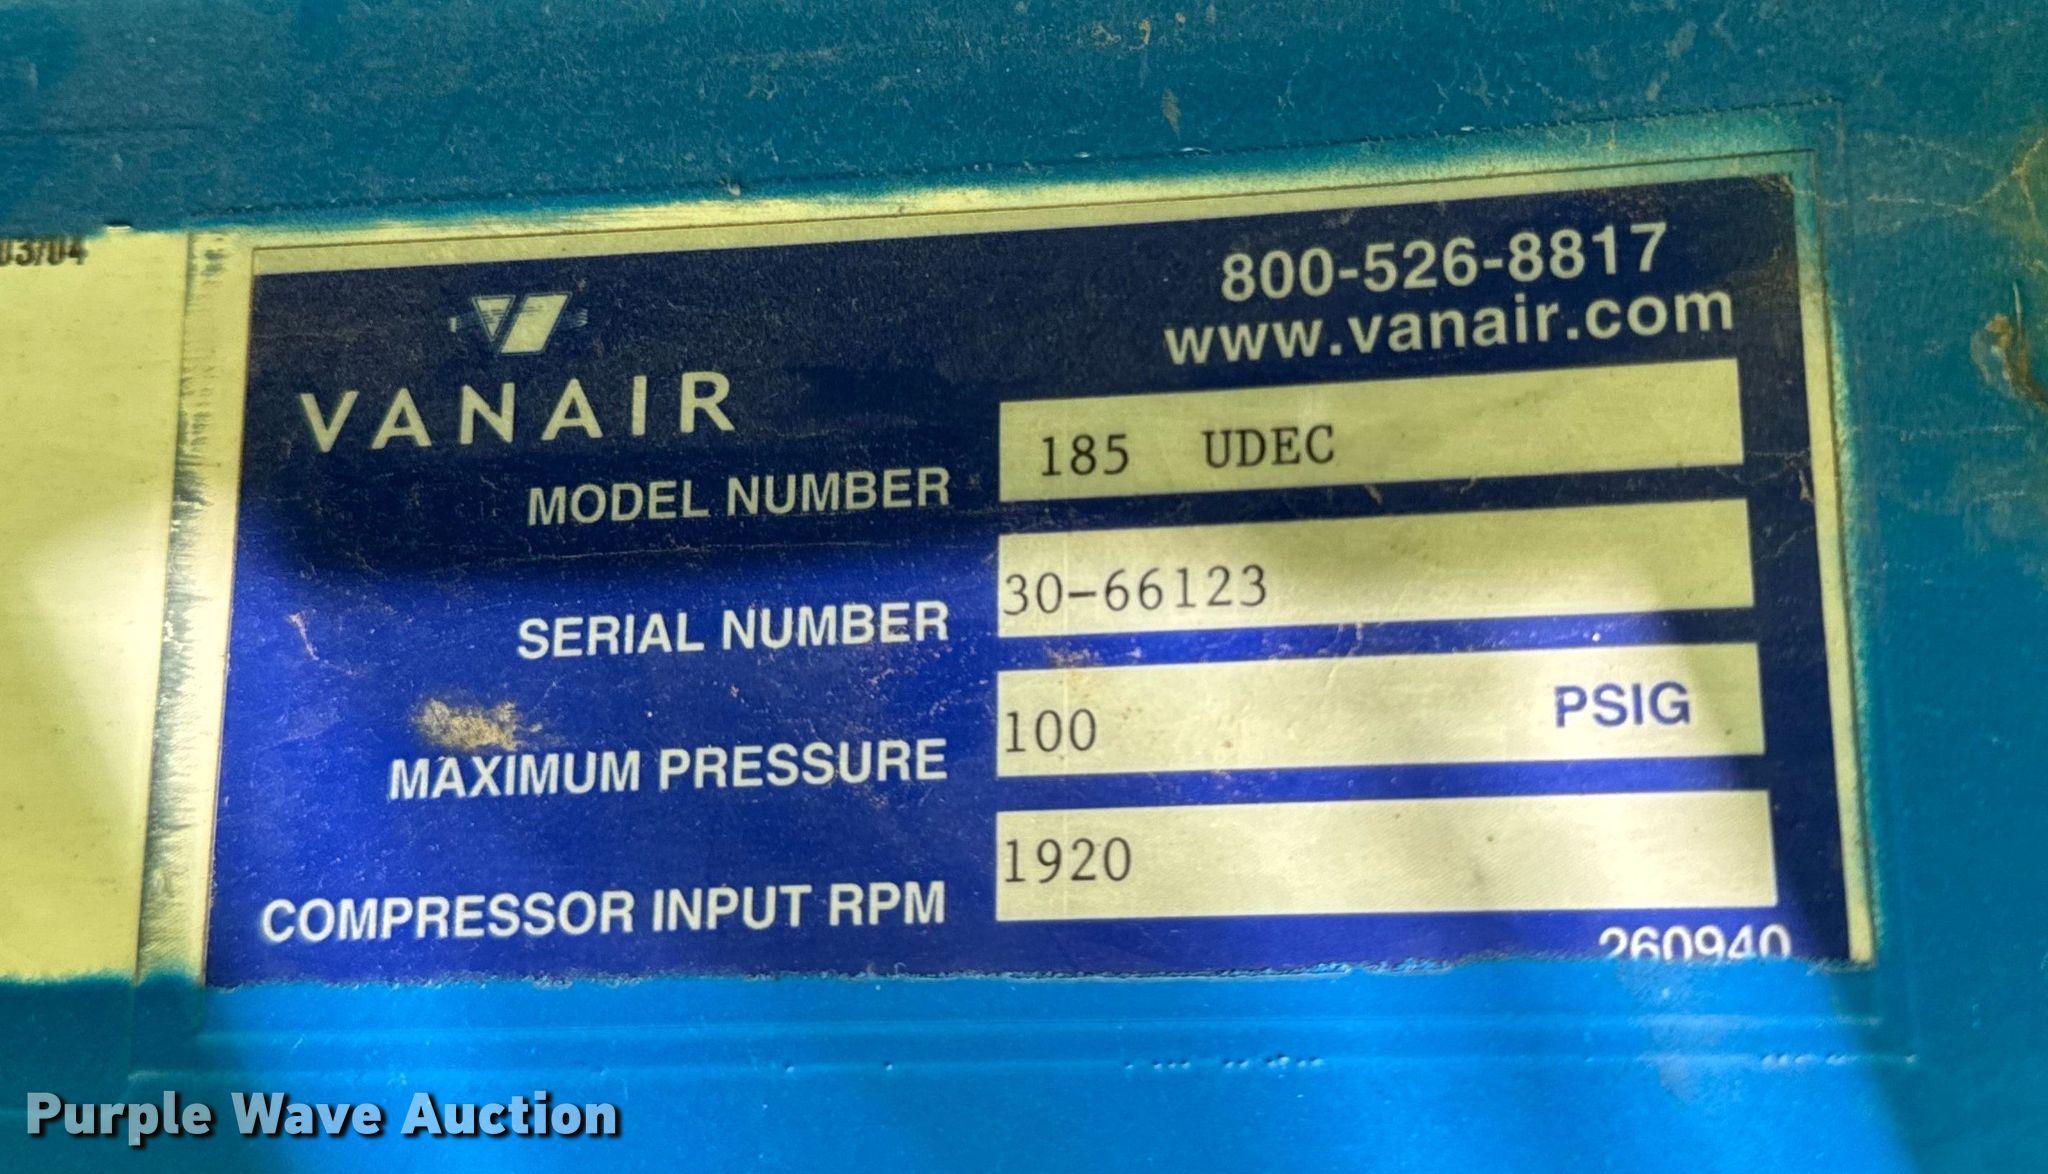 03/04
800-526-8817
www.vanair.com
VANAIR
MODEL NUMBER 185 UDEC
SERIAL NUMBER 30-66123
MAXIMUM PRESSURE 100 PSIG
COMPRESSOR INPUT RPM 1920
260940
Purple Wave Auction